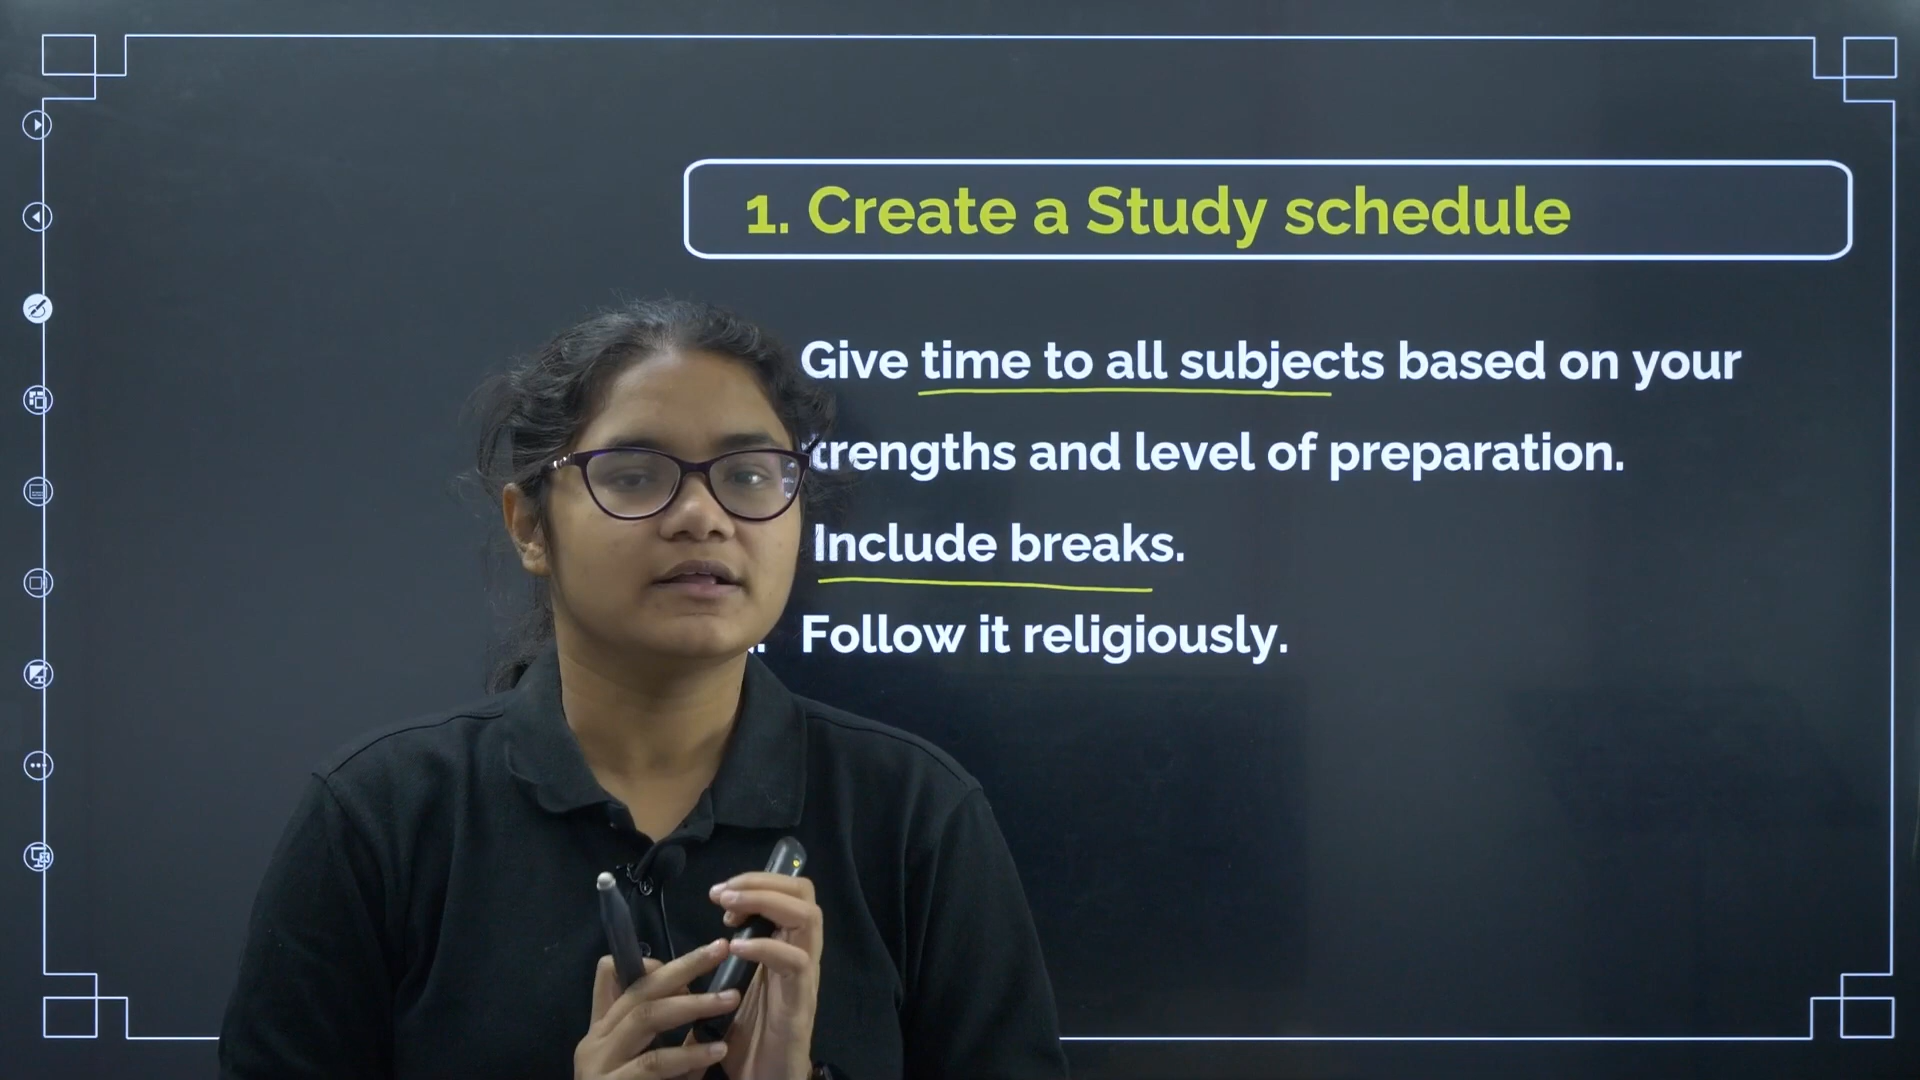 1. Create a Study schedule
Give time to all subjects based on your
trengths and level of preparation.
Include breaks.
Follow it religiously.